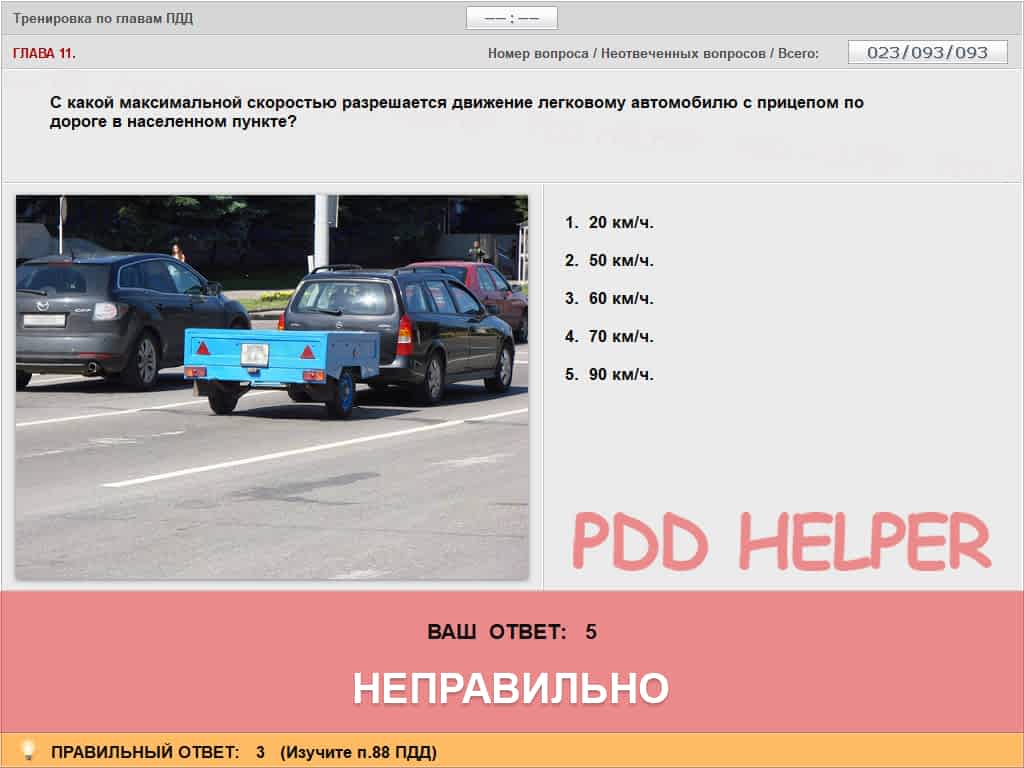 Тренировка по главам ПДД
–– : ––
ГЛАВА 11.
Номер вопроса / Неотвеченных вопросов / Всего:
023/093/093
С какой максимальной скоростью разрешается движение легковому автомобилю с прицепом по
дороге в населенном пункте?
1. 20 км/ч.
2. 50 км/ч.
3. 60 км/ч.
4. 70 км/ч.
5. 90 км/ч.
PDD HELPER
ВАШ ОТВЕТ: 5
НЕПРАВИЛЬНО
ПРАВИЛЬНЫЙ ОТВЕТ: 3 (Изучите п.88 ПДД)